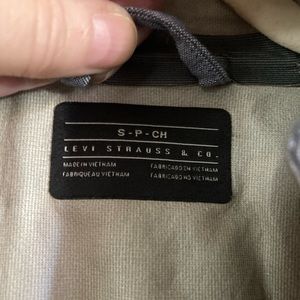 S-P-CH
LEVI STRAUSS & CO.
MADE IN VIETNAM FABRICADO EN VIETNAM
FABRIQUÉ AU VIETNAM FABRICADO NO VIETNAM